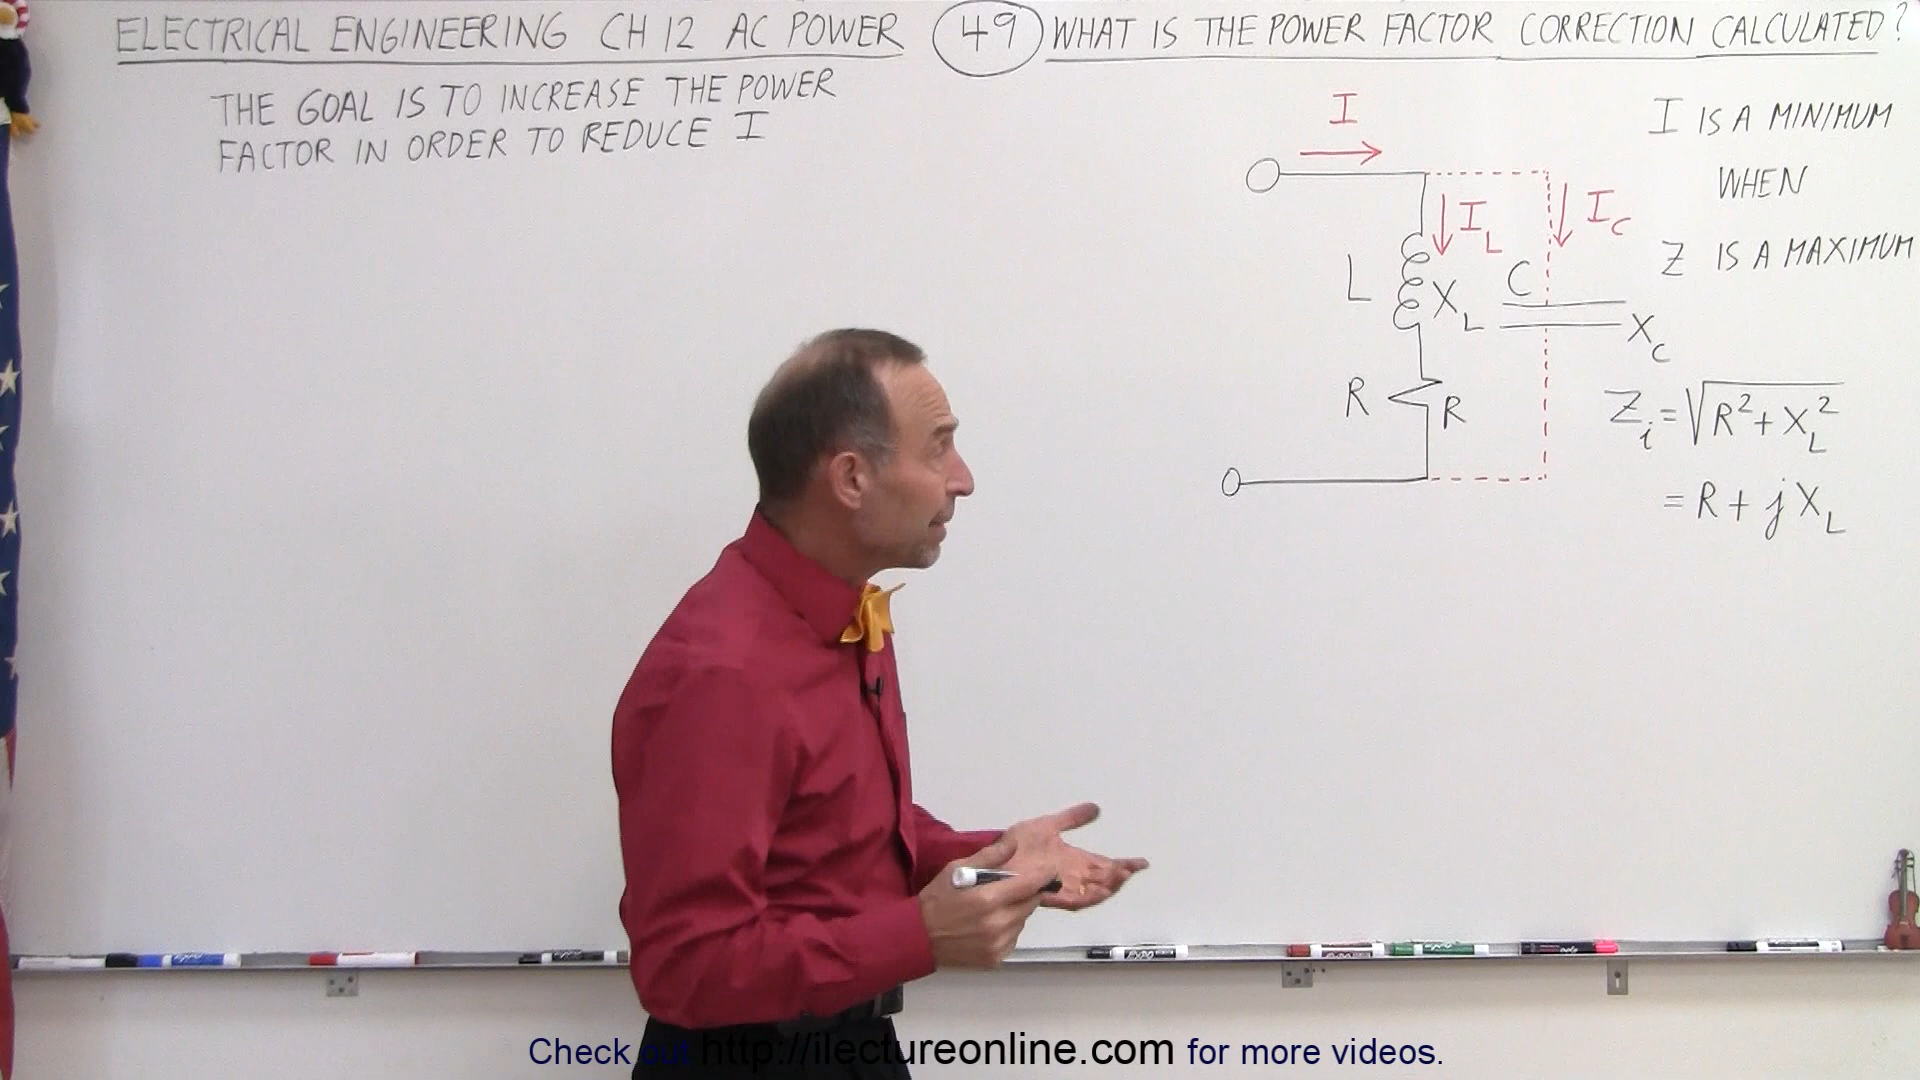 ELECTRICAL ENGINEERING CH 12 AC POWER 49 WHAT IS THE POWER FACTOR CORRECTION CALCULATED?
THE GOAL IS TO INCREASE THE POWER
FACTOR IN ORDER TO REDUCE I
I
I IS A MINIMUM
WHEN
Z IS A MAXIMUM
I_L
I_C
L
X_L
C
X_C
R
R
Z_i = √R² + X_L²
= R + j X_L
EXPO
Check out http://ilectureonline.com for more videos.